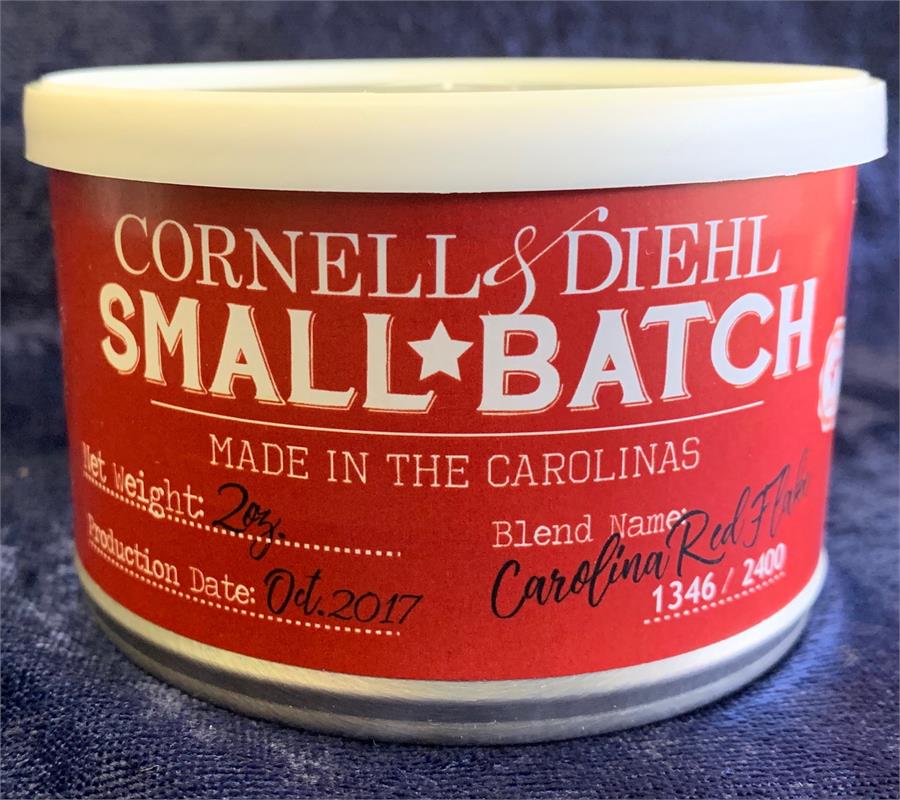 CORNELL & DIEHL
SMALL★BATCH
MADE IN THE CAROLINAS
Net Weight: 2oz.
Production Date: Oct. 2017
Blend Name:
Carolina Red Flake
1346 / 2400